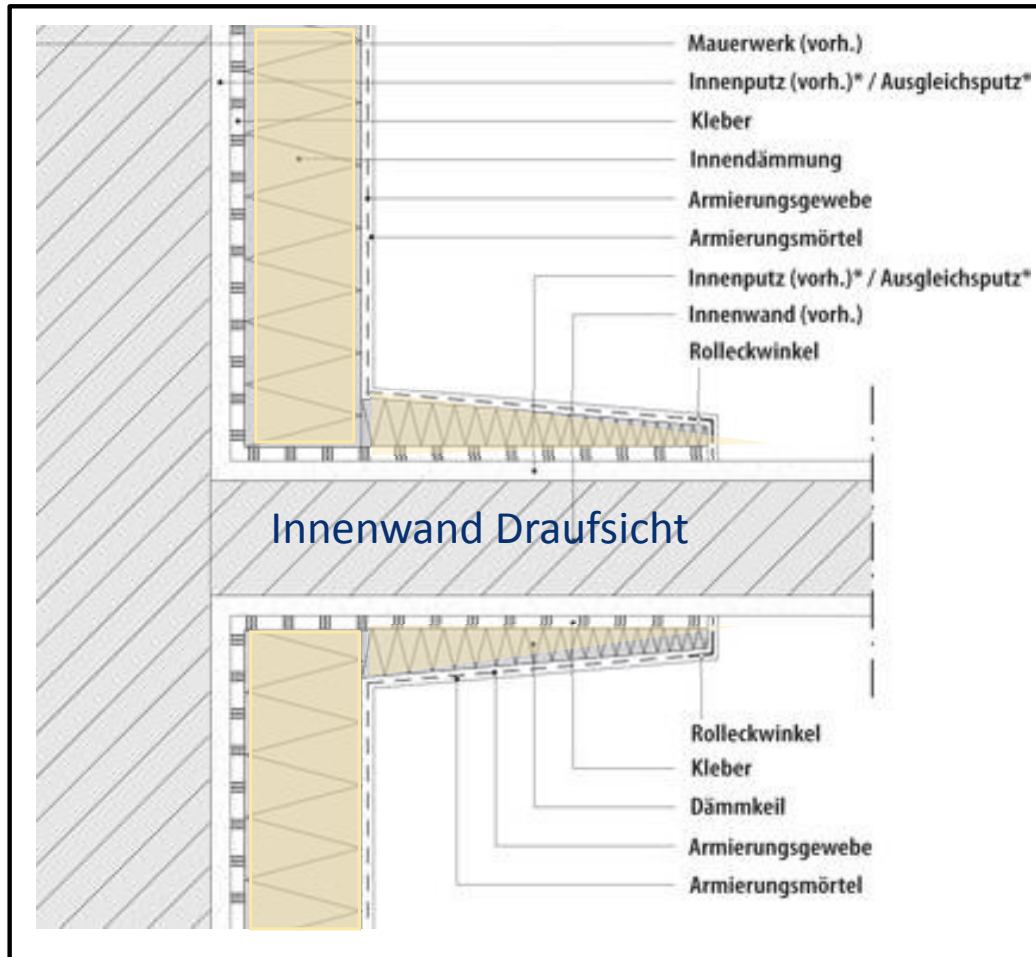 Mauerwerk (vorh.)
Innenputz (vorh.)* / Ausgleichsputz*
Kleber
Innendämmung
Armierungsgewebe
Armierungsmörtel
Innenputz (vorh.)* / Ausgleichsputz*
Innenwand (vorh.)
Rolleckwinkel
Innenwand Draufsicht
Rolleckwinkel
Kleber
Dämmkeil
Armierungsgewebe
Armierungsmörtel